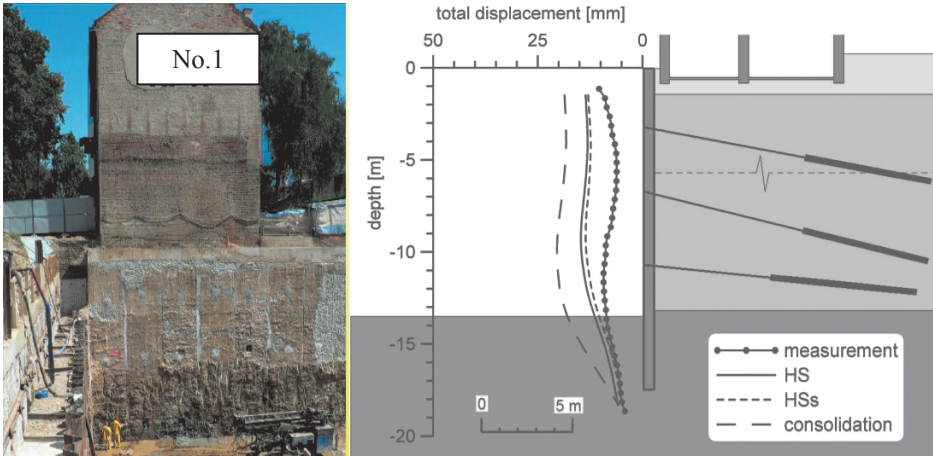 No.1
total displacement [mm]
50 25 0
0
-5
-10
-15
-20
depth [m]
0 5 m
measurement
HS
HSs
consolidation